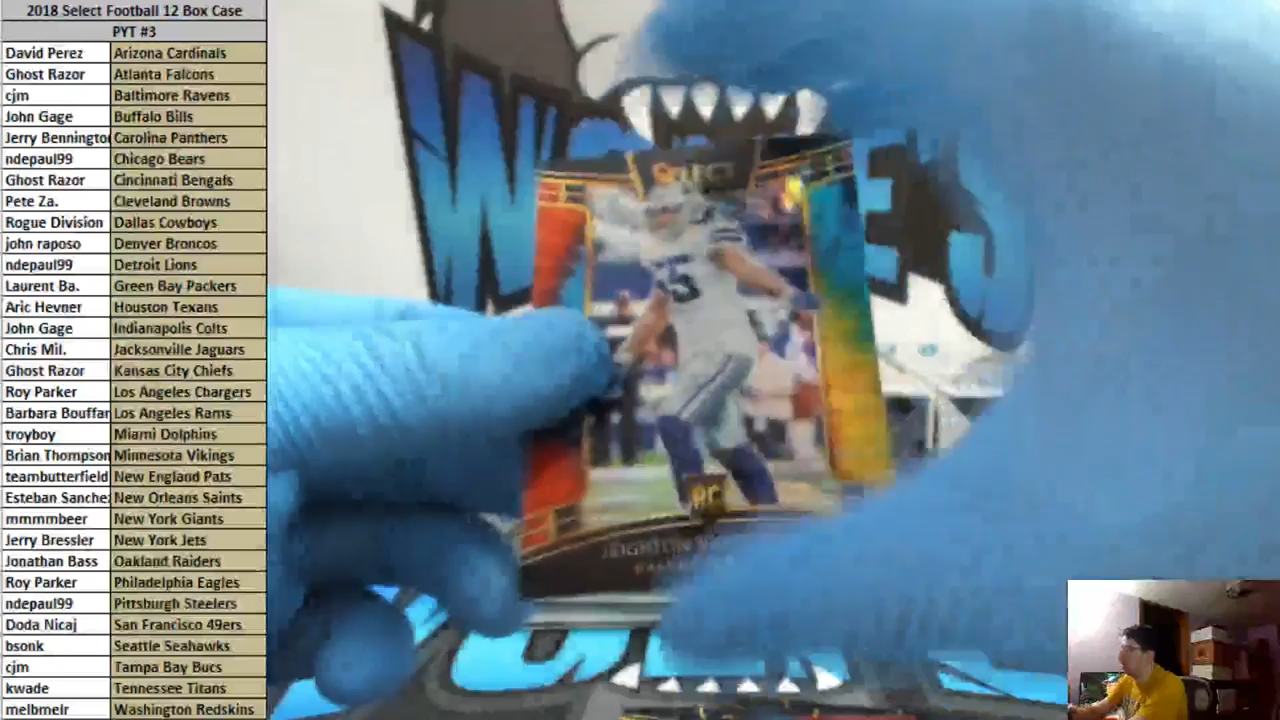 2018 Select Football 12 Box Case
PYT #3
David Perez Arizona Cardinals
Ghost Razor Atlanta Falcons
cjm Baltimore Ravens
John Gage Buffalo Bills
Jerry Benningto Carolina Panthers
ndepaul99 Chicago Bears
Ghost Razor Cincinnati Bengals
Pete Za. Cleveland Browns
Rogue Division Dallas Cowboys
john raposo Denver Broncos
ndepaul99 Detroit Lions
Laurent Ba. Green Bay Packers
Aric Hevner Houston Texans
John Gage Indianapolis Colts
Chris Mil. Jacksonville Jaguars
Ghost Razor Kansas City Chiefs
Roy Parker Los Angeles Chargers
Barbara Bouffar Los Angeles Rams
troyboy Miami Dolphins
Brian Thompson Minnesota Vikings
teambutterfield New England Pats
Esteban Sanche New Orleans Saints
mmmmbeer New York Giants
Jerry Bressler New York Jets
Jonathan Bass Oakland Raiders
Roy Parker Philadelphia Eagles
ndepaul99 Pittsburgh Steelers
Doda Nicaj San Francisco 49ers
bsonk Seattle Seahawks
cjm Tampa Bay Bucs
kwade Tennessee Titans
melbmelr Washington Redskins
SELECT
55
RC